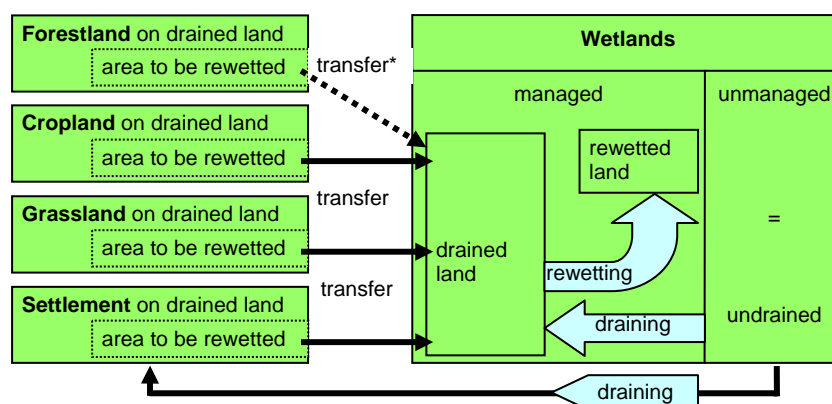 Forestland on drained land
area to be rewetted
transfer*
Cropland on drained land
area to be rewetted
transfer
Grassland on drained land
area to be rewetted
transfer
Settlement on drained land
area to be rewetted
Wetlands
managed
unmanaged
rewetted
land
=
drained
land
rewetting
draining
undrained
draining